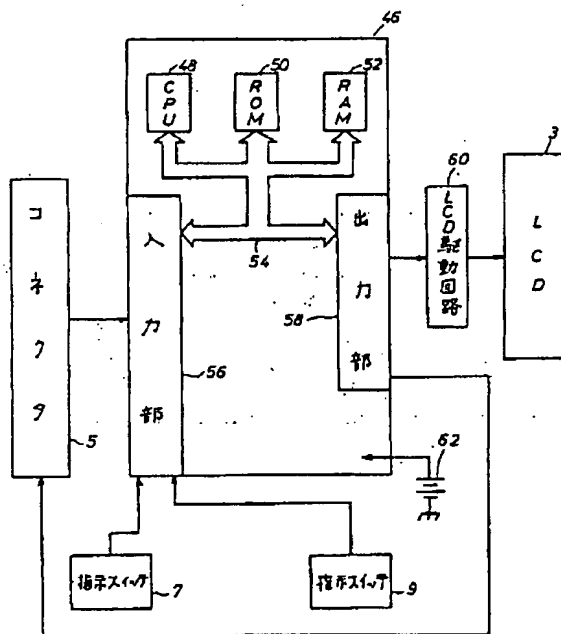 46
48
CPU
50
ROM
52
RAM
3
LCD
60
LCD駆動回路
コネクタ
5
入力部
56
54
出力部
58
62
指示スイッチ
7
指示スイッチ
9